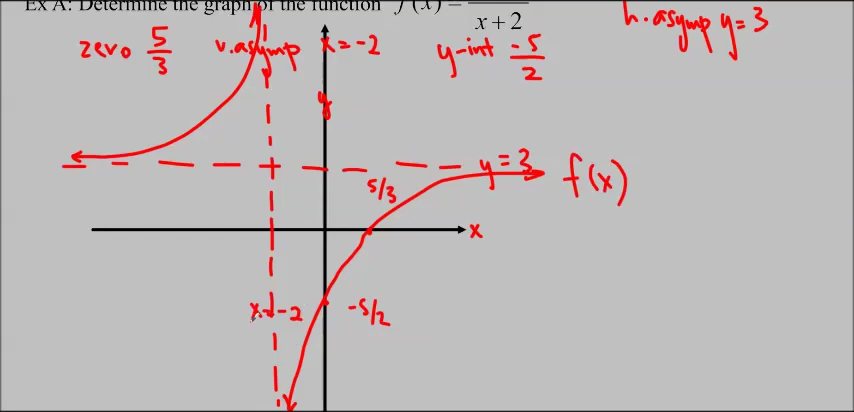 Ex A: Determine the graph of the function f(x) =
x + 2
zero 5/3
v.asymp x = -2
y-int -5/2
h.asymp y = 3
y
y = 3
f(x)
5/3
x
x = -2
-5/2